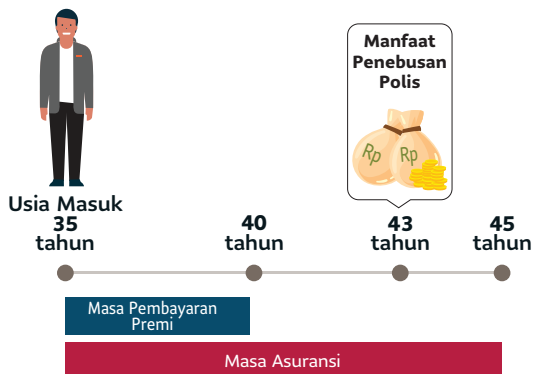 Manfaat
Penebusan
Polis
Rp
Rp
Usia Masuk
35
tahun
40
tahun
43
tahun
45
tahun
Masa Pembayaran
Premi
Masa Asuransi